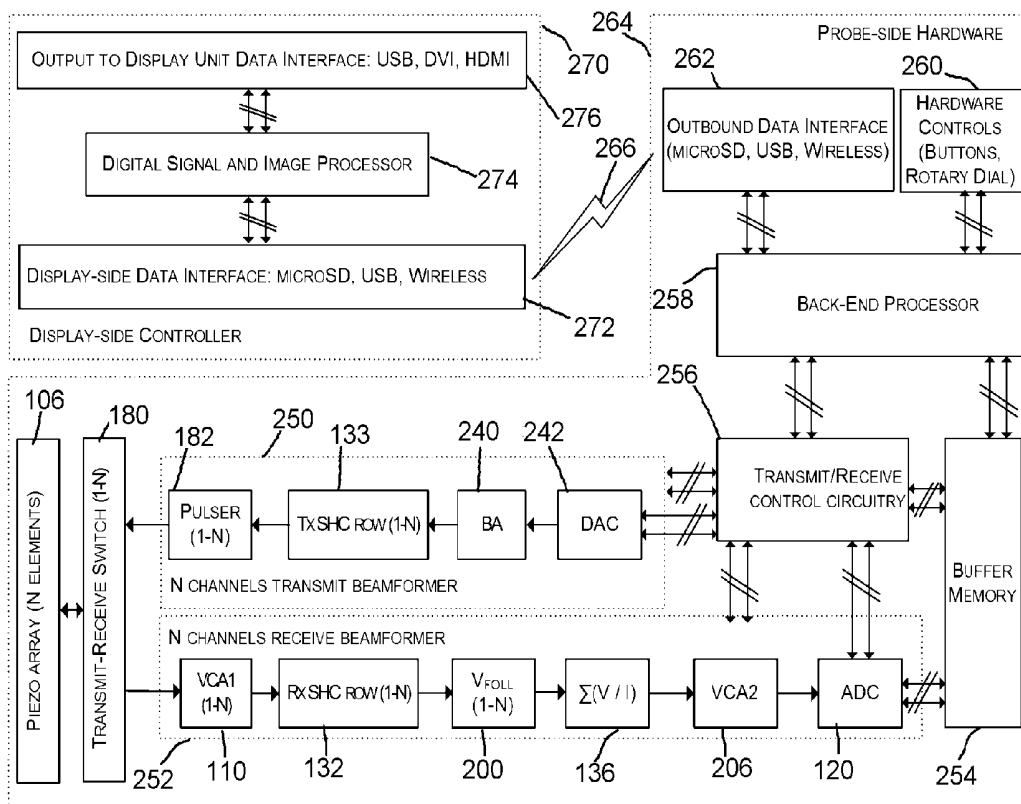 OUTPUT TO DISPLAY UNIT DATA INTERFACE: USB, DVI, HDMI
270
276
DIGITAL SIGNAL AND IMAGE PROCESSOR
274
DISPLAY-SIDE DATA INTERFACE: MICROSD, USB, WIRELESS
272
DISPLAY-SIDE CONTROLLER
264
PROBE-SIDE HARDWARE
262
260
OUTBOUND DATA INTERFACE
(MICROSD, USB, WIRELESS)
HARDWARE
CONTROLS
(BUTTONS,
ROTARY DIAL)
266
258
BACK-END PROCESSOR
256
TRANSMIT/RECEIVE
CONTROL CIRCUITRY
BUFFER
MEMORY
254
106
180
250
182
133
240
242
PIEZO ARRAY (N ELEMENTS)
TRANSMIT-RECEIVE SWITCH (1-N)
PULSER
(1-N)
TXSHC ROW (1-N)
BA
DAC
N CHANNELS TRANSMIT BEAMFORMER
N CHANNELS RECEIVE BEAMFORMER
VCA1
(1-N)
RXSHC ROW (1-N)
VFOLL
(1-N)
∑(V / I)
VCA2
ADC
252
110
132
200
136
206
120